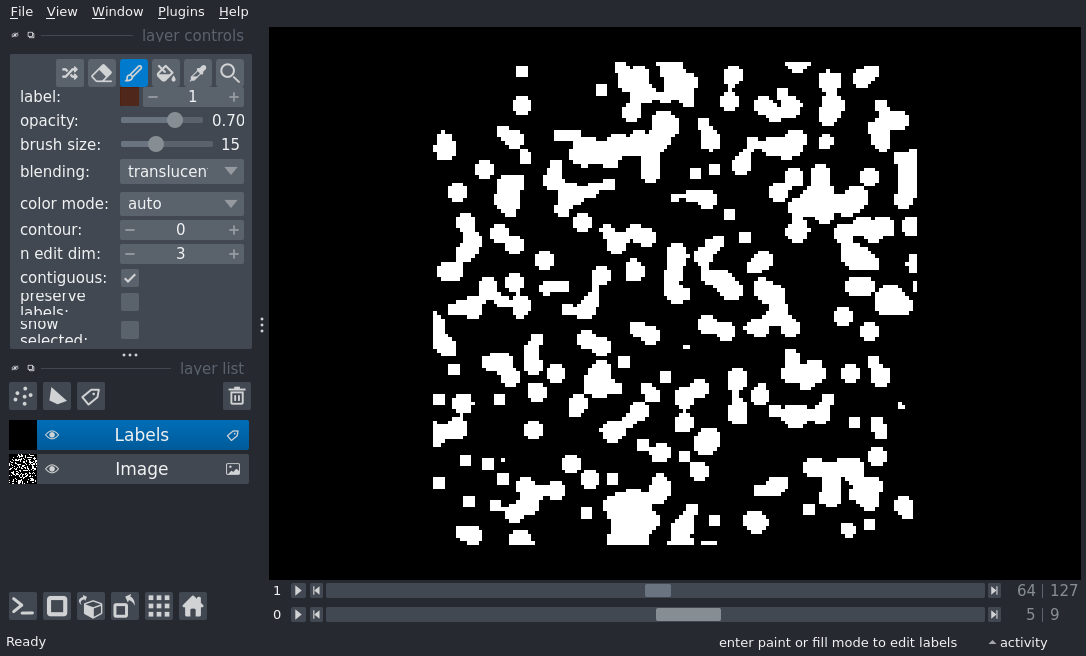 File View Window Plugins Help
layer controls
label: 1
opacity: 0.70
brush size: 15
blending: translucen
color mode: auto
contour: 0
n edit dim: 3
contiguous:
preserve
labels:
show
selected:
layer list
Labels
Image
1 64 127
0 5 9
Ready enter paint or fill mode to edit labels activity